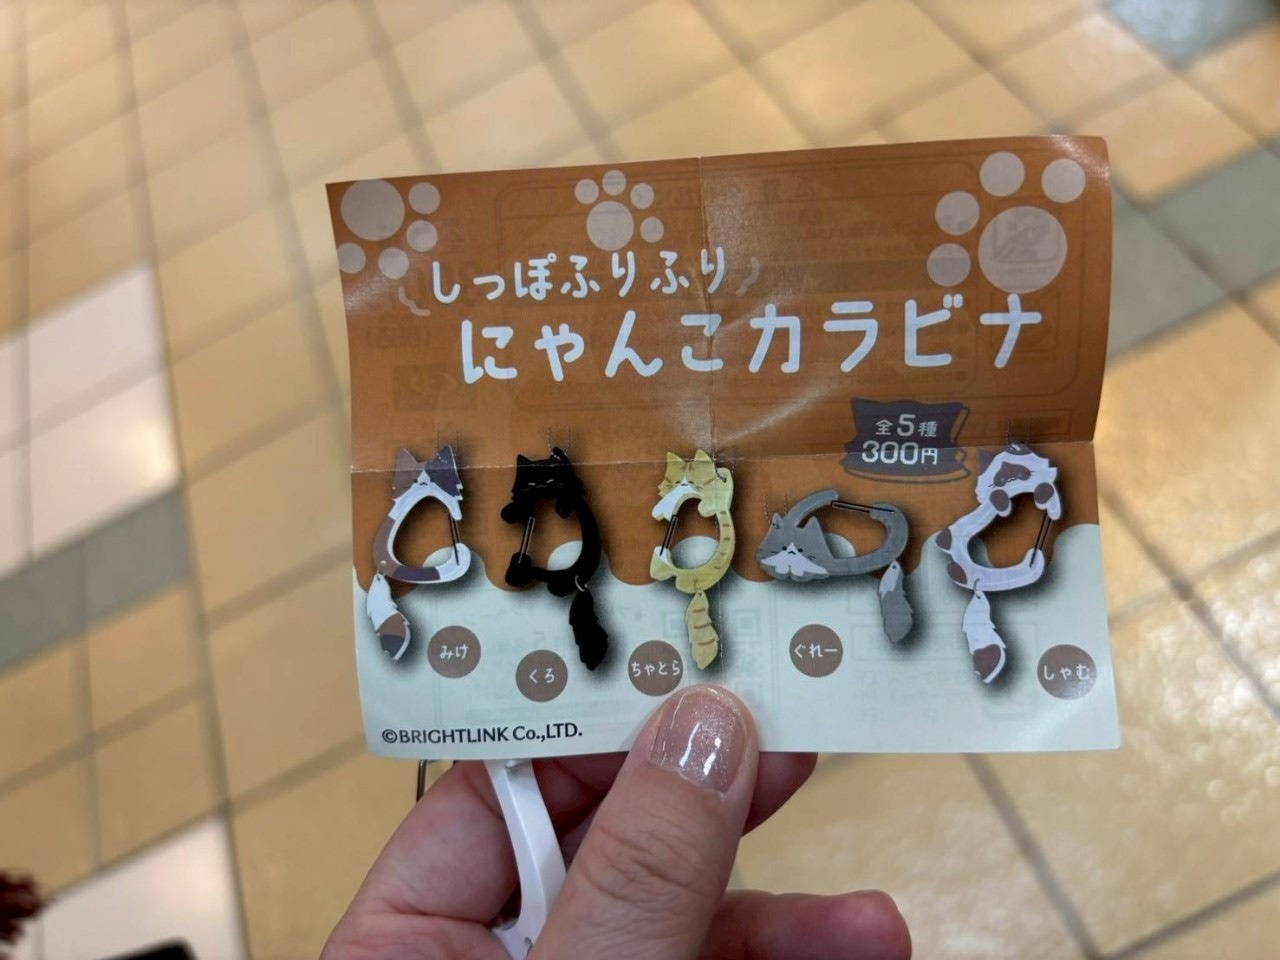 しっぽふりふり
にゃんこカラビナ
全5種
300円
みけ
くろ
ちゃとら
ぐれー
しゃむ
©BRIGHTLINK Co.,LTD.